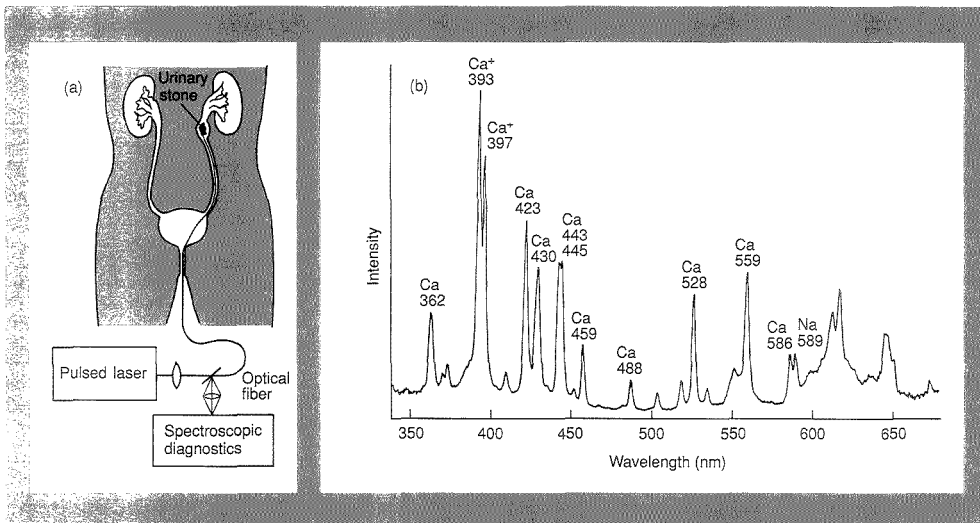 (a)
Urinary
stone
Pulsed laser
Optical
fiber
Spectroscopic
diagnostics
(b)
Ca⁺
393
Ca⁺
397
Ca
423
Ca
430
Ca
443
445
Ca
362
Ca
459
Ca
488
Ca
528
Ca
559
Ca
586
Na
589
Intensity
350 400 450 500 550 600 650
Wavelength (nm)